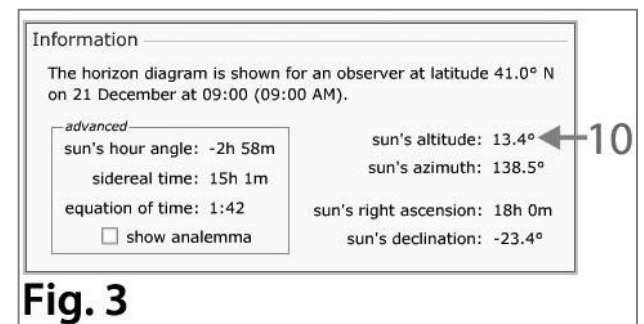 Information
The horizon diagram is shown for an observer at latitude 41.0° N
on 21 December at 09:00 (09:00 AM).
advanced
sun's hour angle: -2h 58m
sidereal time: 15h 1m
equation of time: 1:42
show analemma
sun's altitude: 13.4° 10
sun's azimuth: 138.5°
sun's right ascension: 18h 0m
sun's declination: -23.4°
Fig. 3